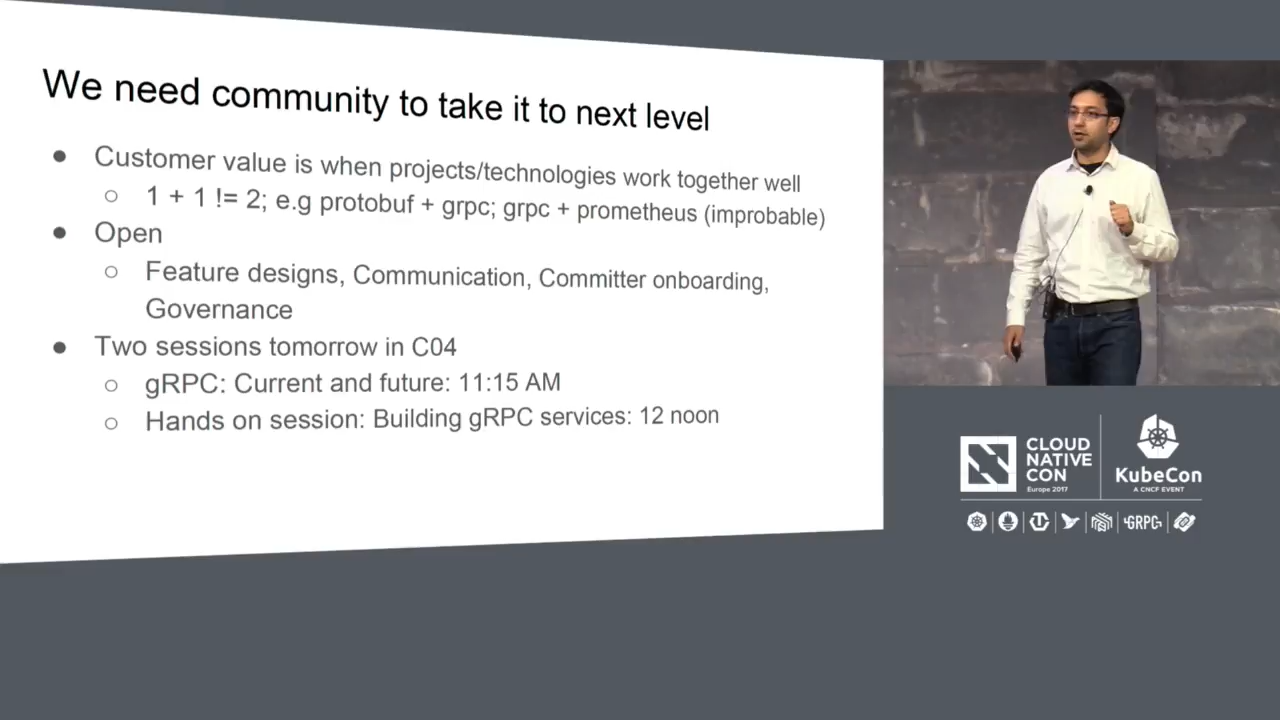 We need community to take it to next level
● Customer value is when projects/technologies work together well
○ 1 + 1 != 2; e.g protobuf + grpc; grpc + prometheus (improbable)
● Open
○ Feature designs, Communication, Committer onboarding,
Governance
● Two sessions tomorrow in C04
○ gRPC: Current and future: 11:15 AM
○ Hands on session: Building gRPC services: 12 noon
CLOUD
NATIVE
CON
Europe 2017
KubeCon
A CNCF EVENT
GRPC